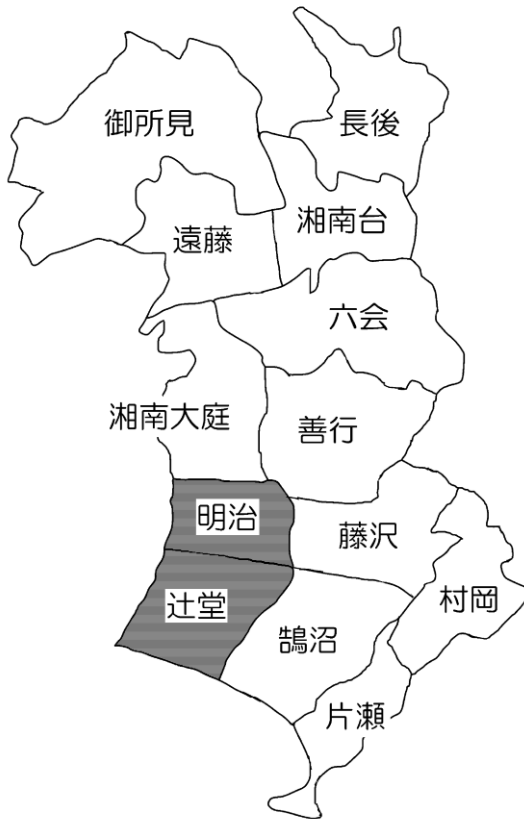 御所見
長後
遠藤
湘南台
六会
湘南大庭
善行
明治
藤沢
辻堂
村岡
鵠沼
片瀬